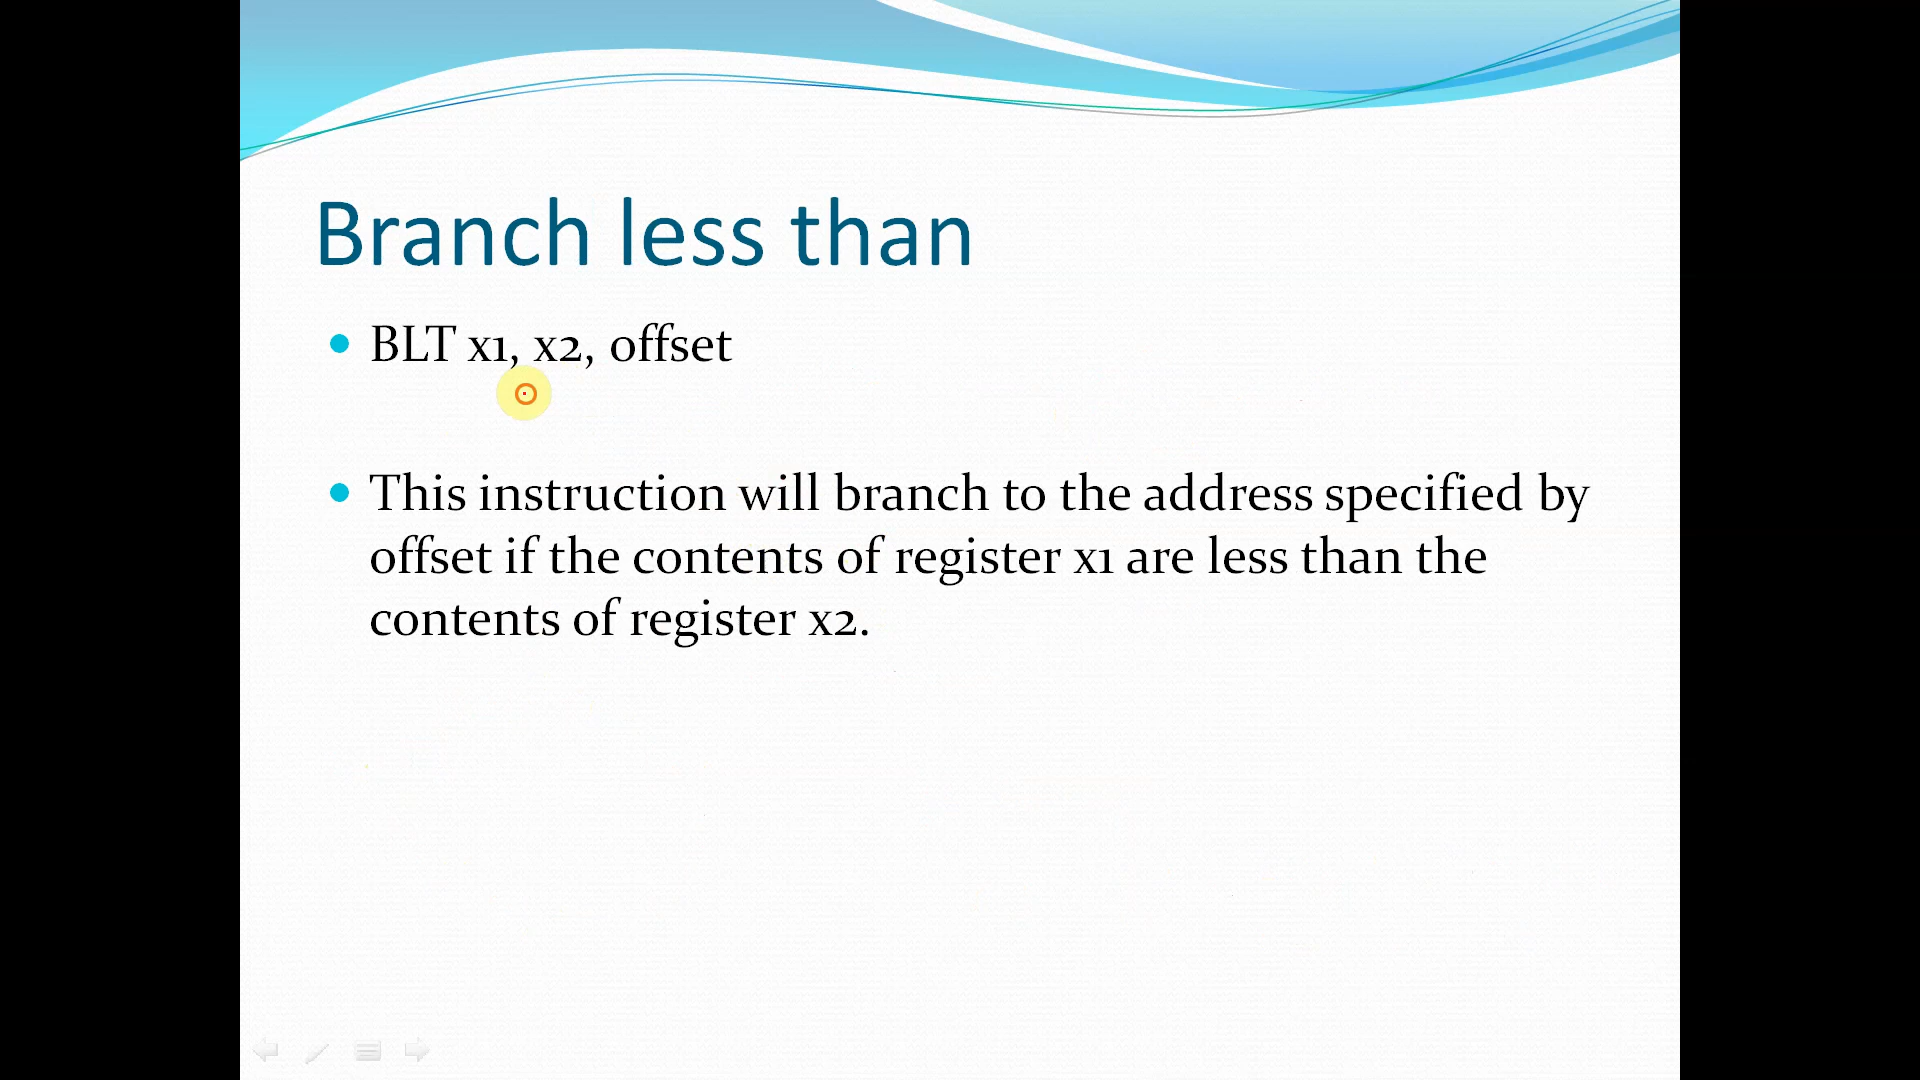 Branch less than
BLT x1, x2, offset
This instruction will branch to the address specified by
offset if the contents of register x1 are less than the
contents of register x2.